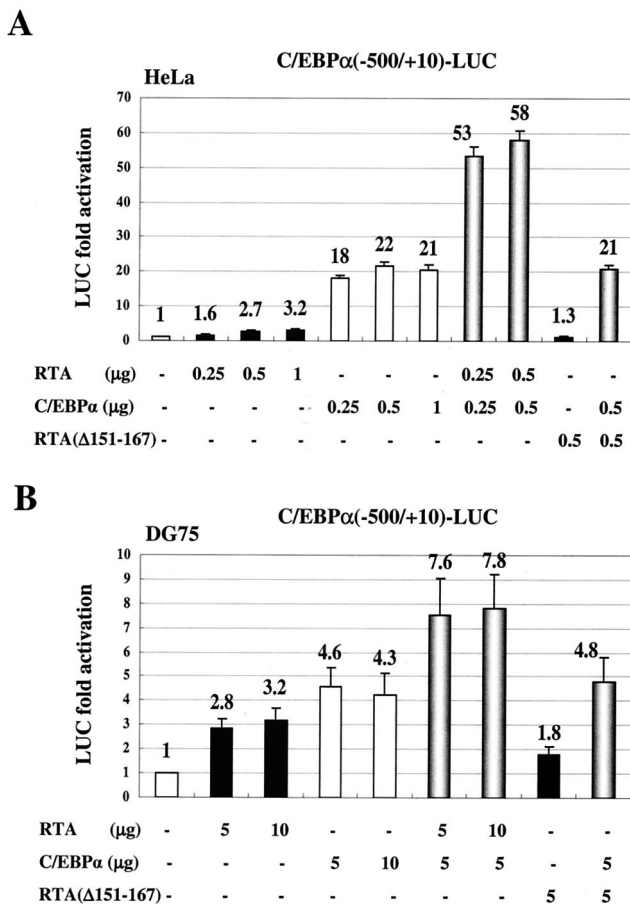 A
C/EBPα(-500/+10)-LUC
HeLa
LUC fold activation
70
60
50
40
30
20
10
0
1
1.6
2.7
3.2
18
22
21
53
58
1.3
21
RTA (µg) - 0.25 0.5 1 - - - 0.25 0.5 - -
C/EBPα (µg) - - - - 0.25 0.5 1 0.25 0.5 - 0.5
RTA(Δ151-167) - - - - - - - - - 0.5 0.5
B
C/EBPα(-500/+10)-LUC
DG75
LUC fold activation
10
9
8
7
6
5
4
3
2
1
0
1
2.8
3.2
4.6
4.3
7.6
7.8
1.8
4.8
RTA (µg) - 5 10 - - 5 10 - -
C/EBPα (µg) - - - 5 10 5 5 - 5
RTA(Δ151-167) - - - - - - - 5 5